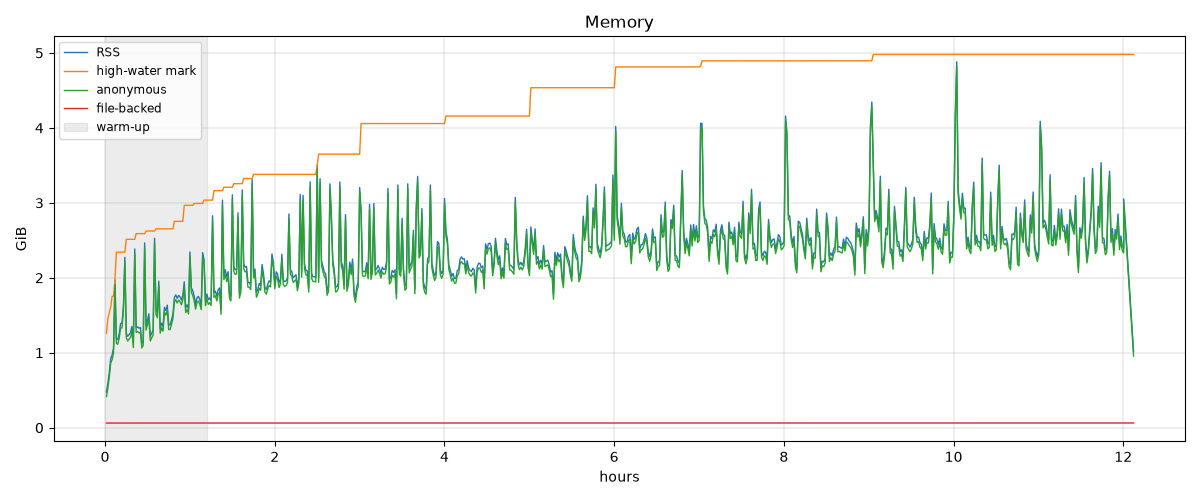 Memory
RSS
high-water mark
anonymous
file-backed
warm-up
GiB
5
4
3
2
1
0
0 2 4 6 8 10 12
hours